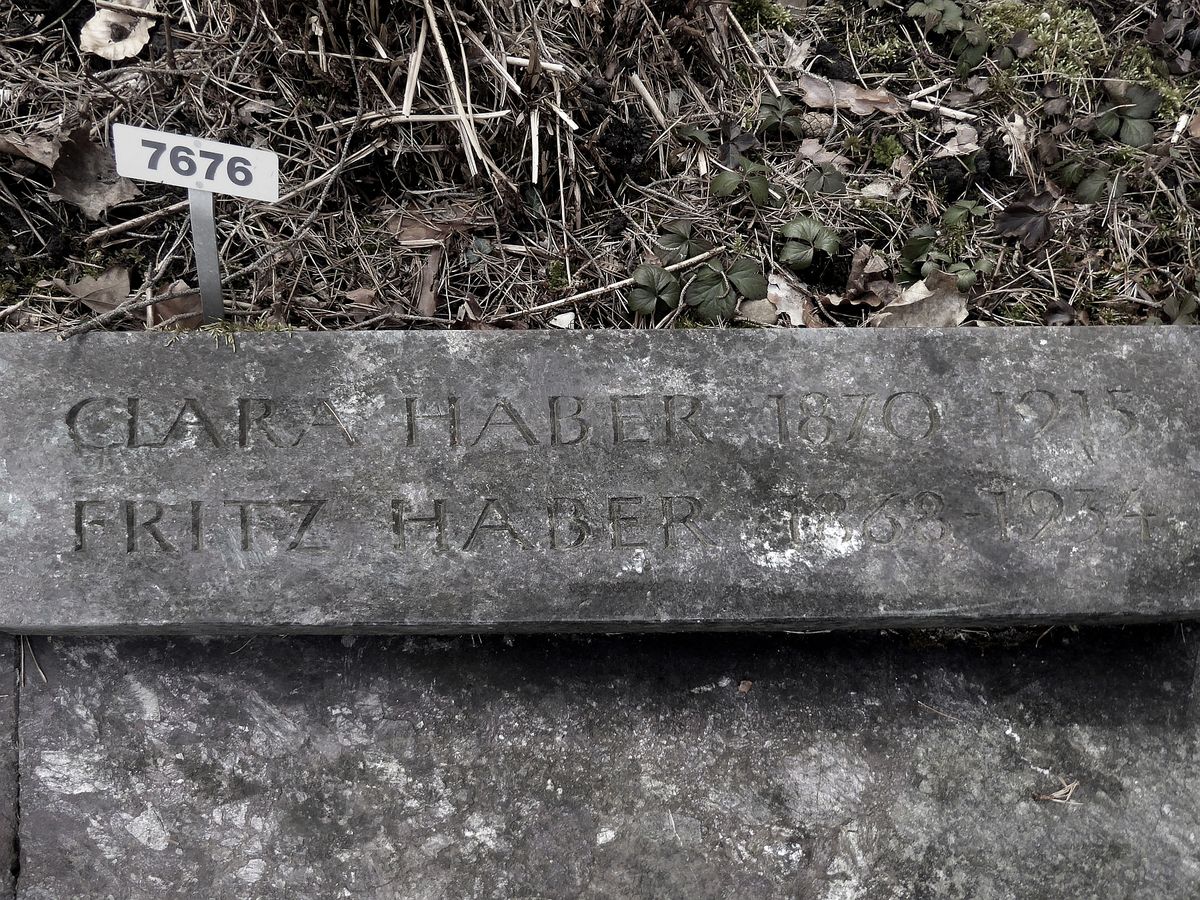 7676
CLARA HABER 1870 - 1915
FRITZ HABER 1868 - 1934